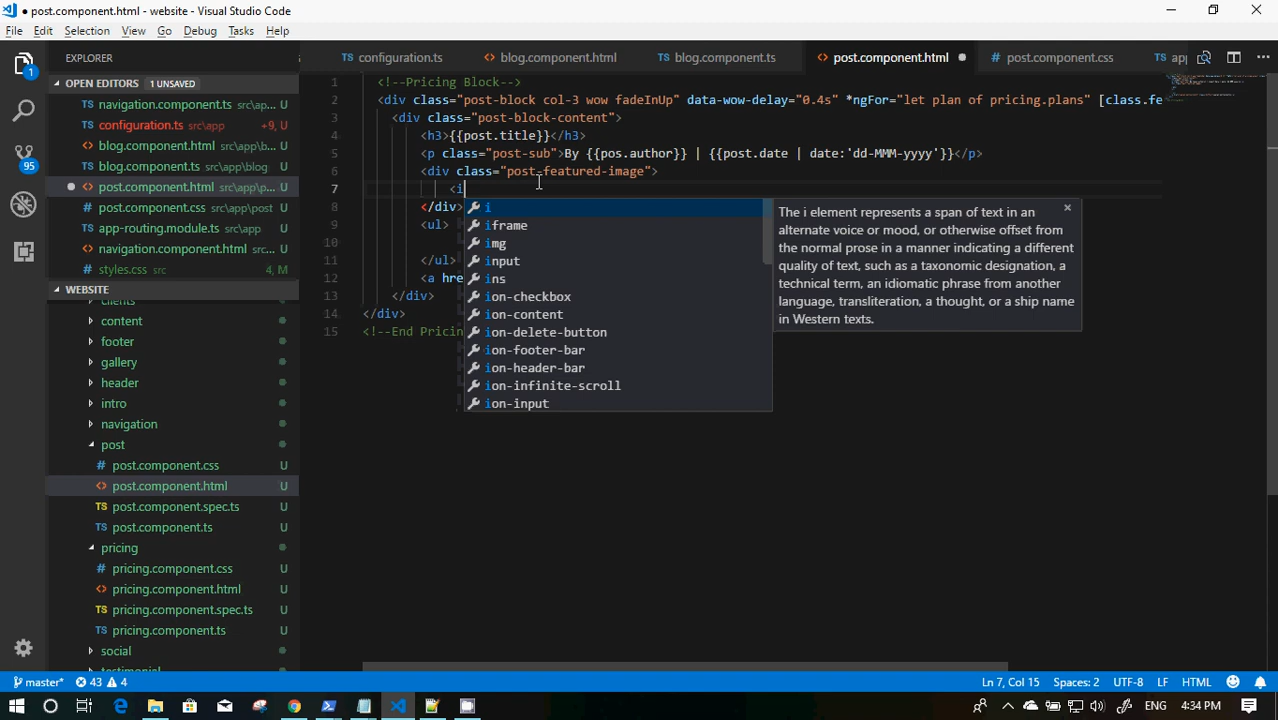 post.component.html - website - Visual Studio Code
File Edit Selection View Go Debug Tasks Help
EXPLORER
configuration.ts blog.component.html blog.component.ts post.component.html post.component.css
OPEN EDITORS 1 UNSAVED
navigation.component.ts src\ap... U
configuration.ts src\app +9, U
blog.component.html src\app... U
blog.component.ts src\app\blog U
post.component.html src\app\p... U
post.component.css src\app\post U
app-routing.module.ts src\app U
navigation.component.html src... U
styles.css src 4, M
WEBSITE
clients
content
footer
gallery
header
intro
navigation
post
post.component.css U
post.component.html U
post.component.spec.ts U
post.component.ts U
pricing
pricing.component.css U
pricing.component.html U
pricing.component.spec.ts U
pricing.component.ts U
social
testimonial
1 <!--Pricing Block-->
2 <div class="post-block col-3 wow fadeInUp" data-wow-delay="0.4s" *ngFor="let plan of pricing.plans" [class.fe
3 <div class="post-block-content">
4 <h3>{{post.title}}</h3>
5 <p class="post-sub">By {{pos.author}} | {{post.date | date:'dd-MMM-yyyy'}}</p>
6 <div class="post-featured-image">
7 <i
8 </div>
9 <ul>
10
11 </ul>
12 <a hre
13 </div>
14 </div>
15 <!--End Pricin
i
iframe
img
input
ins
ion-checkbox
ion-content
ion-delete-button
ion-footer-bar
ion-header-bar
ion-infinite-scroll
ion-input
The i element represents a span of text in an
alternate voice or mood, or otherwise offset from
the normal prose in a manner indicating a different
quality of text, such as a taxonomic designation, a
technical term, an idiomatic phrase from another
language, transliteration, a thought, or a ship name
in Western texts.
1
95
master* 43 4 Ln 7, Col 15 Spaces: 2 UTF-8 LF HTML
ENG 4:34 PM